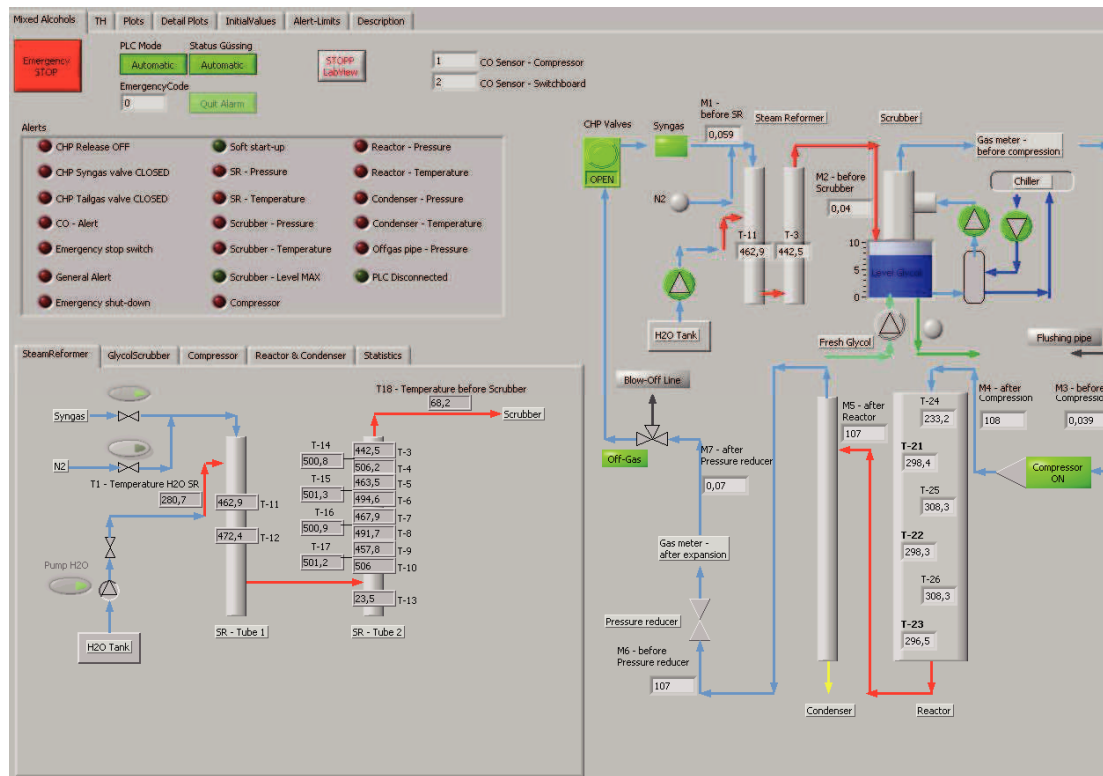 Mixed Alcohols TH Plots Detail Plots InitialValues Alert-Limits Description
Emergency
STOP
PLC Mode Status Güssing
Automatic Automatic
EmergencyCode
0 Quit Alarm
STOPP
LabView
1 CO Sensor - Compressor
2 CO Sensor - Switchboard
Alerts
CHP Release OFF Soft start-up Reactor - Pressure
CHP Syngas valve CLOSED SR - Pressure Reactor - Temperature
CHP Tailgas valve CLOSED SR - Temperature Condenser - Pressure
CO - Alert Scrubber - Pressure Condenser - Temperature
Emergency stop switch Scrubber - Temperature Offgas pipe - Pressure
General Alert Scrubber - Level MAX PLC Disconnected
Emergency shut-down Compressor
SteamReformer GlycolScrubber Compressor Reactor & Condenser Statistics
T18 - Temperature before Scrubber
68,2
Syngas
Scrubber
N2
T1 - Temperature H2O SR
280,7
462,9 T-11
472,4 T-12
Pump H2O
H2O Tank
SR - Tube 1
T-14
500,8
T-15
501,3
T-16
500,9
T-17
501,2
442,5 T-3
506,2 T-4
463,5 T-5
494,6 T-6
467,9 T-7
491,7 T-8
457,8 T-9
506 T-10
23,5 T-13
SR - Tube 2
CHP Valves
OPEN
Syngas
M1 -
before SR
0,059
Steam Reformer
Scrubber
Gas meter -
before compression
Chiller
N2
M2 - before
Scrubber
0,04
T-11
462,9
T-3
442,5
10
5
0
Level Glycol
H2O Tank
Fresh Glycol
Flushing pipe
Blow-Off Line
Off-Gas
M7 - after
Pressure reducer
0,07
M5 - after
Reactor
107
T-24
233,2
T-21
298,4
T-25
308,3
T-22
298,3
T-26
308,3
T-23
296,5
M4 - after
Compression
108
M3 - before
Compression
0,039
Compressor
ON
Gas meter -
after expansion
Pressure reducer
M6 - before
Pressure reducer
107
Condenser
Reactor